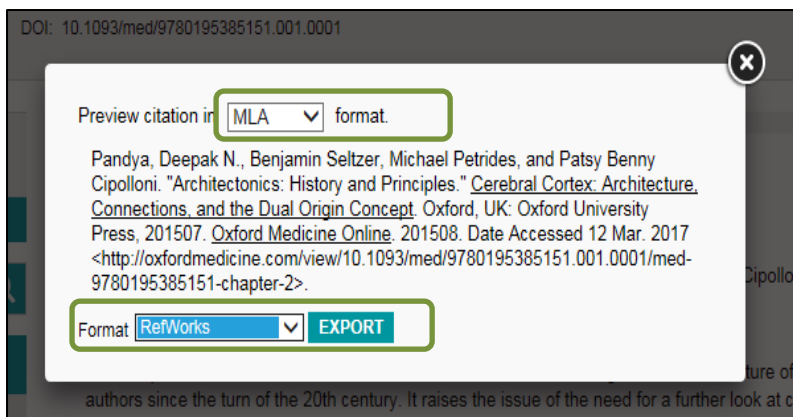 DOI: 10.1093/med/9780195385151.001.0001
Preview citation in MLA format.
Pandya, Deepak N., Benjamin Seltzer, Michael Petrides, and Patsy Benny
Cipolloni. "Architectonics: History and Principles." Cerebral Cortex: Architecture,
Connections, and the Dual Origin Concept. Oxford, UK: Oxford University
Press, 201507. Oxford Medicine Online. 201508. Date Accessed 12 Mar. 2017
<http://oxfordmedicine.com/view/10.1093/med/9780195385151.001.0001/med-
9780195385151-chapter-2>.
Cipollo
Format RefWorks EXPORT
ture of
authors since the turn of the 20th century. It raises the issue of the need for a further look at c